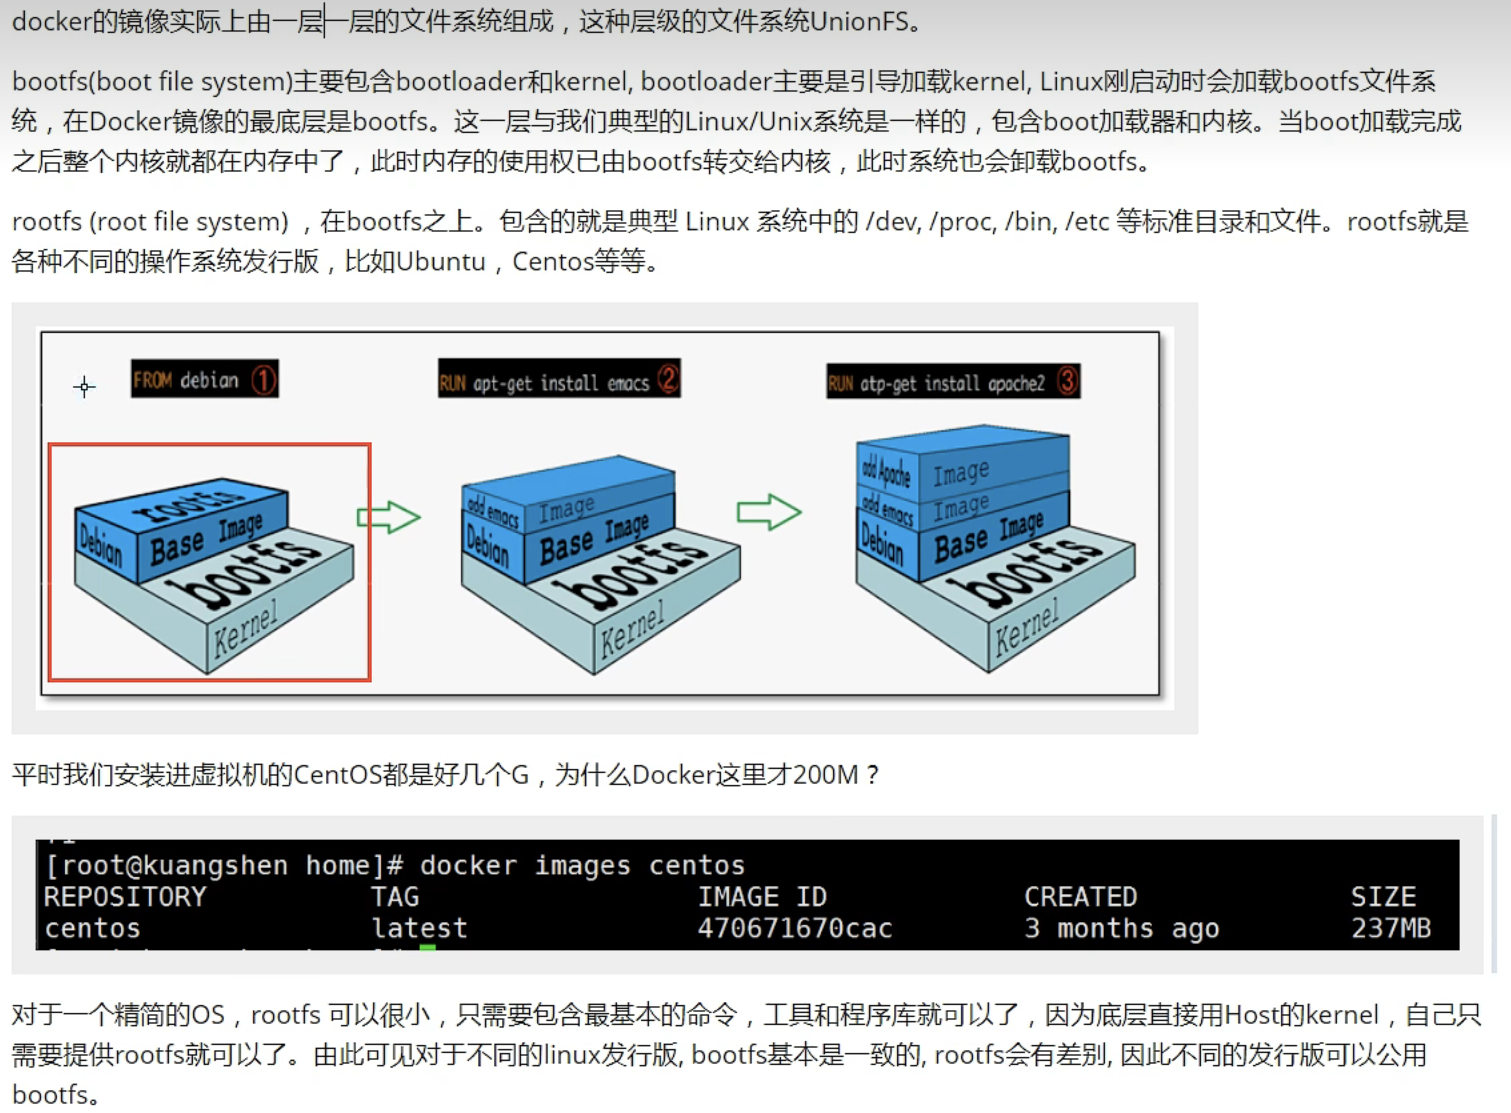 docker的镜像实际上由一层一层的文件系统组成，这种层级的文件系统UnionFS。
bootfs(boot file system)主要包含bootloader和kernel, bootloader主要是引导加载kernel, Linux刚启动时会加载bootfs文件系
统，在Docker镜像的最底层是bootfs。这一层与我们典型的Linux/Unix系统是一样的，包含boot加载器和内核。当boot加载完成
之后整个内核就都在内存中了，此时内存的使用权已由bootfs转交给内核，此时系统也会卸载bootfs。
rootfs (root file system) ，在bootfs之上。包含的就是典型 Linux 系统中的 /dev, /proc, /bin, /etc 等标准目录和文件。rootfs就是
各种不同的操作系统发行版，比如Ubuntu，Centos等等。
FROM debian ①
rootfs
Debian Base Image
bootfs
Kernel
RUN apt-get install emacs ②
add emacs Image
Debian Base Image
bootfs
Kernel
RUN atp-get install apache2 ③
add Apache Image
add emacs Image
Debian Base Image
bootfs
Kernel
平时我们安装进虚拟机的CentOS都是好几个G，为什么Docker这里才200M？
[root@kuangshen home]# docker images centos
REPOSITORY TAG IMAGE ID CREATED SIZE
centos latest 470671670cac 3 months ago 237MB
对于一个精简的OS，rootfs 可以很小，只需要包含最基本的命令，工具和程序库就可以了，因为底层直接用Host的kernel，自己只
需要提供rootfs就可以了。由此可见对于不同的linux发行版, bootfs基本是一致的, rootfs会有差别, 因此不同的发行版可以公用
bootfs。